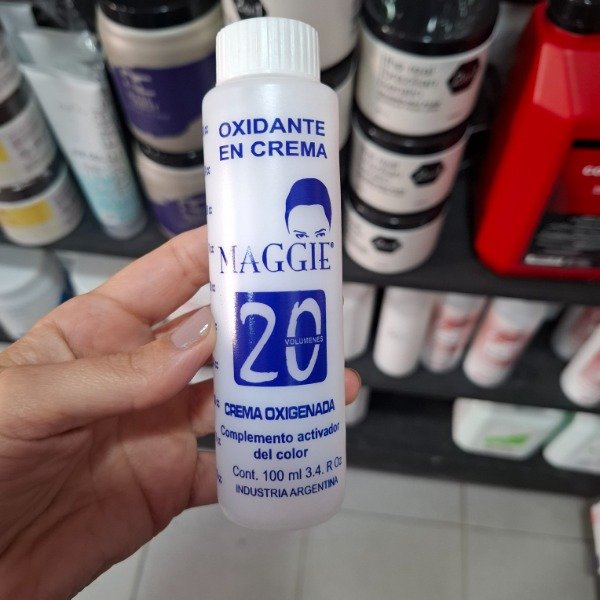 OXIDANTE
EN CREMA
MAGGIE®
20
VOLUMENES
CREMA OXIGENADA
Complemento activador
del color
Cont. 100 ml 3.4. R Oz
INDUSTRIA ARGENTINA